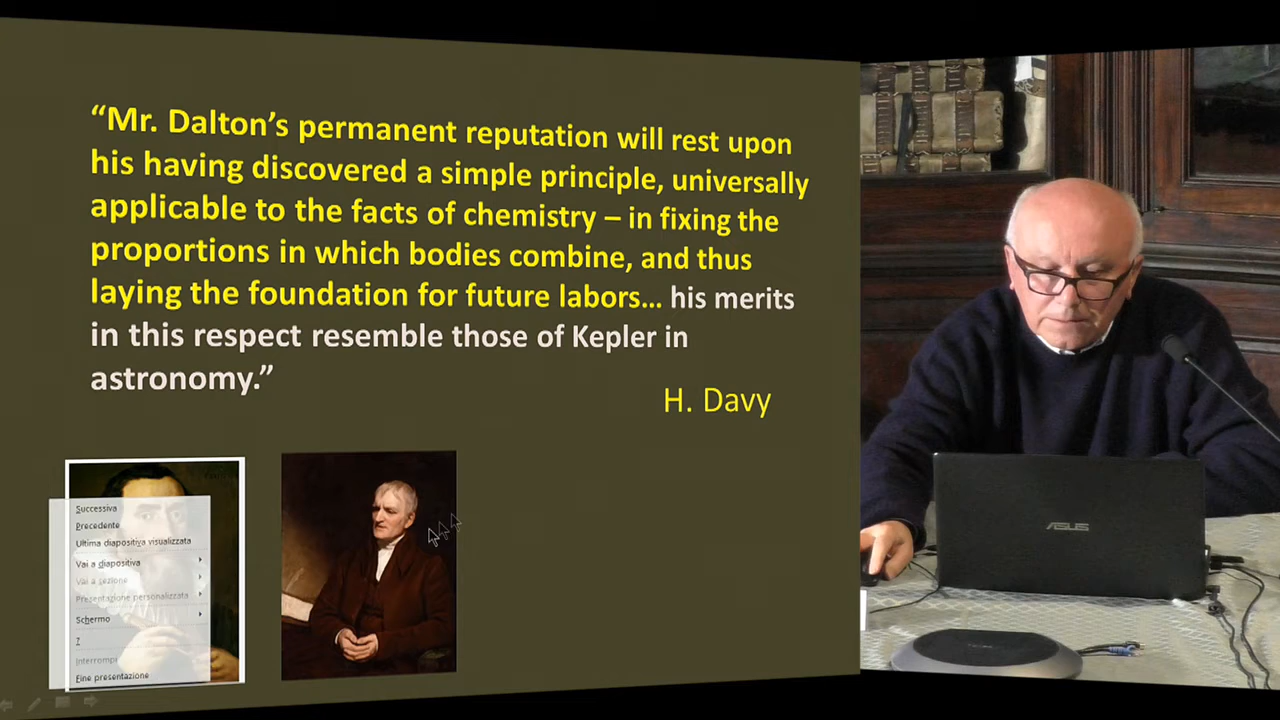 “Mr. Dalton’s permanent reputation will rest upon
his having discovered a simple principle, universally
applicable to the facts of chemistry – in fixing the
proportions in which bodies combine, and thus
laying the foundation for future labors… his merits
in this respect resemble those of Kepler in
astronomy.”
H. Davy
Successiva
Precedente
Ultima diapositiva visualizzata
Vai a diapositiva
Vai a sezione
Presentazione personalizzata
Schermo
?
Interrompi
Fine presentazione
ASUS